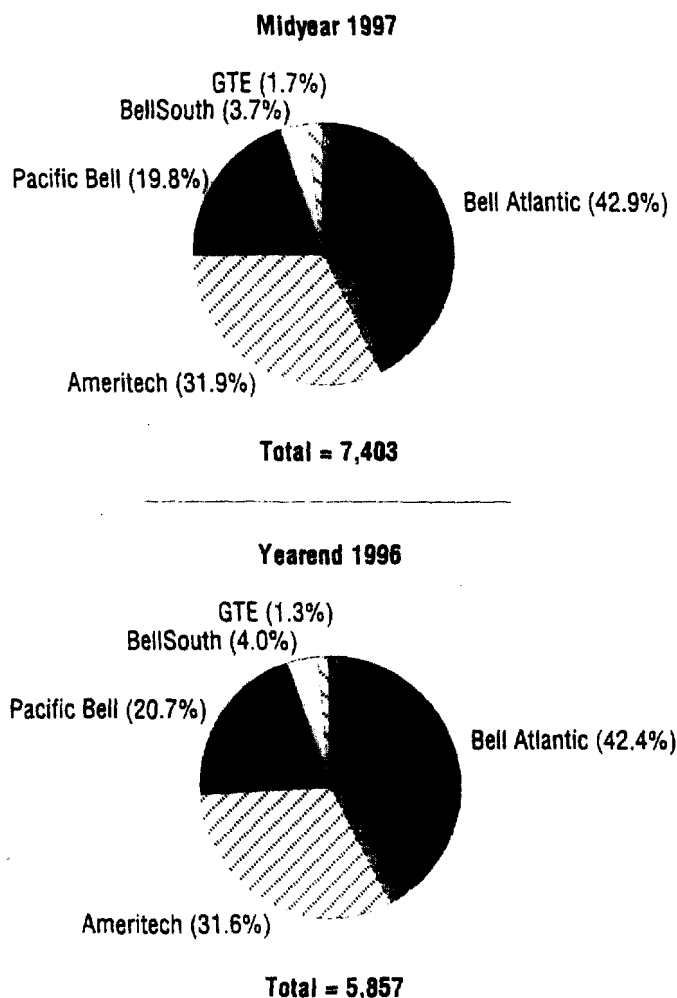 Midyear 1997
GTE (1.7%)
BellSouth (3.7%)
Pacific Bell (19.8%)
Bell Atlantic (42.9%)
Ameritech (31.9%)
Total = 7,403
Yearend 1996
GTE (1.3%)
BellSouth (4.0%)
Pacific Bell (20.7%)
Bell Atlantic (42.4%)
Ameritech (31.6%)
Total = 5,857